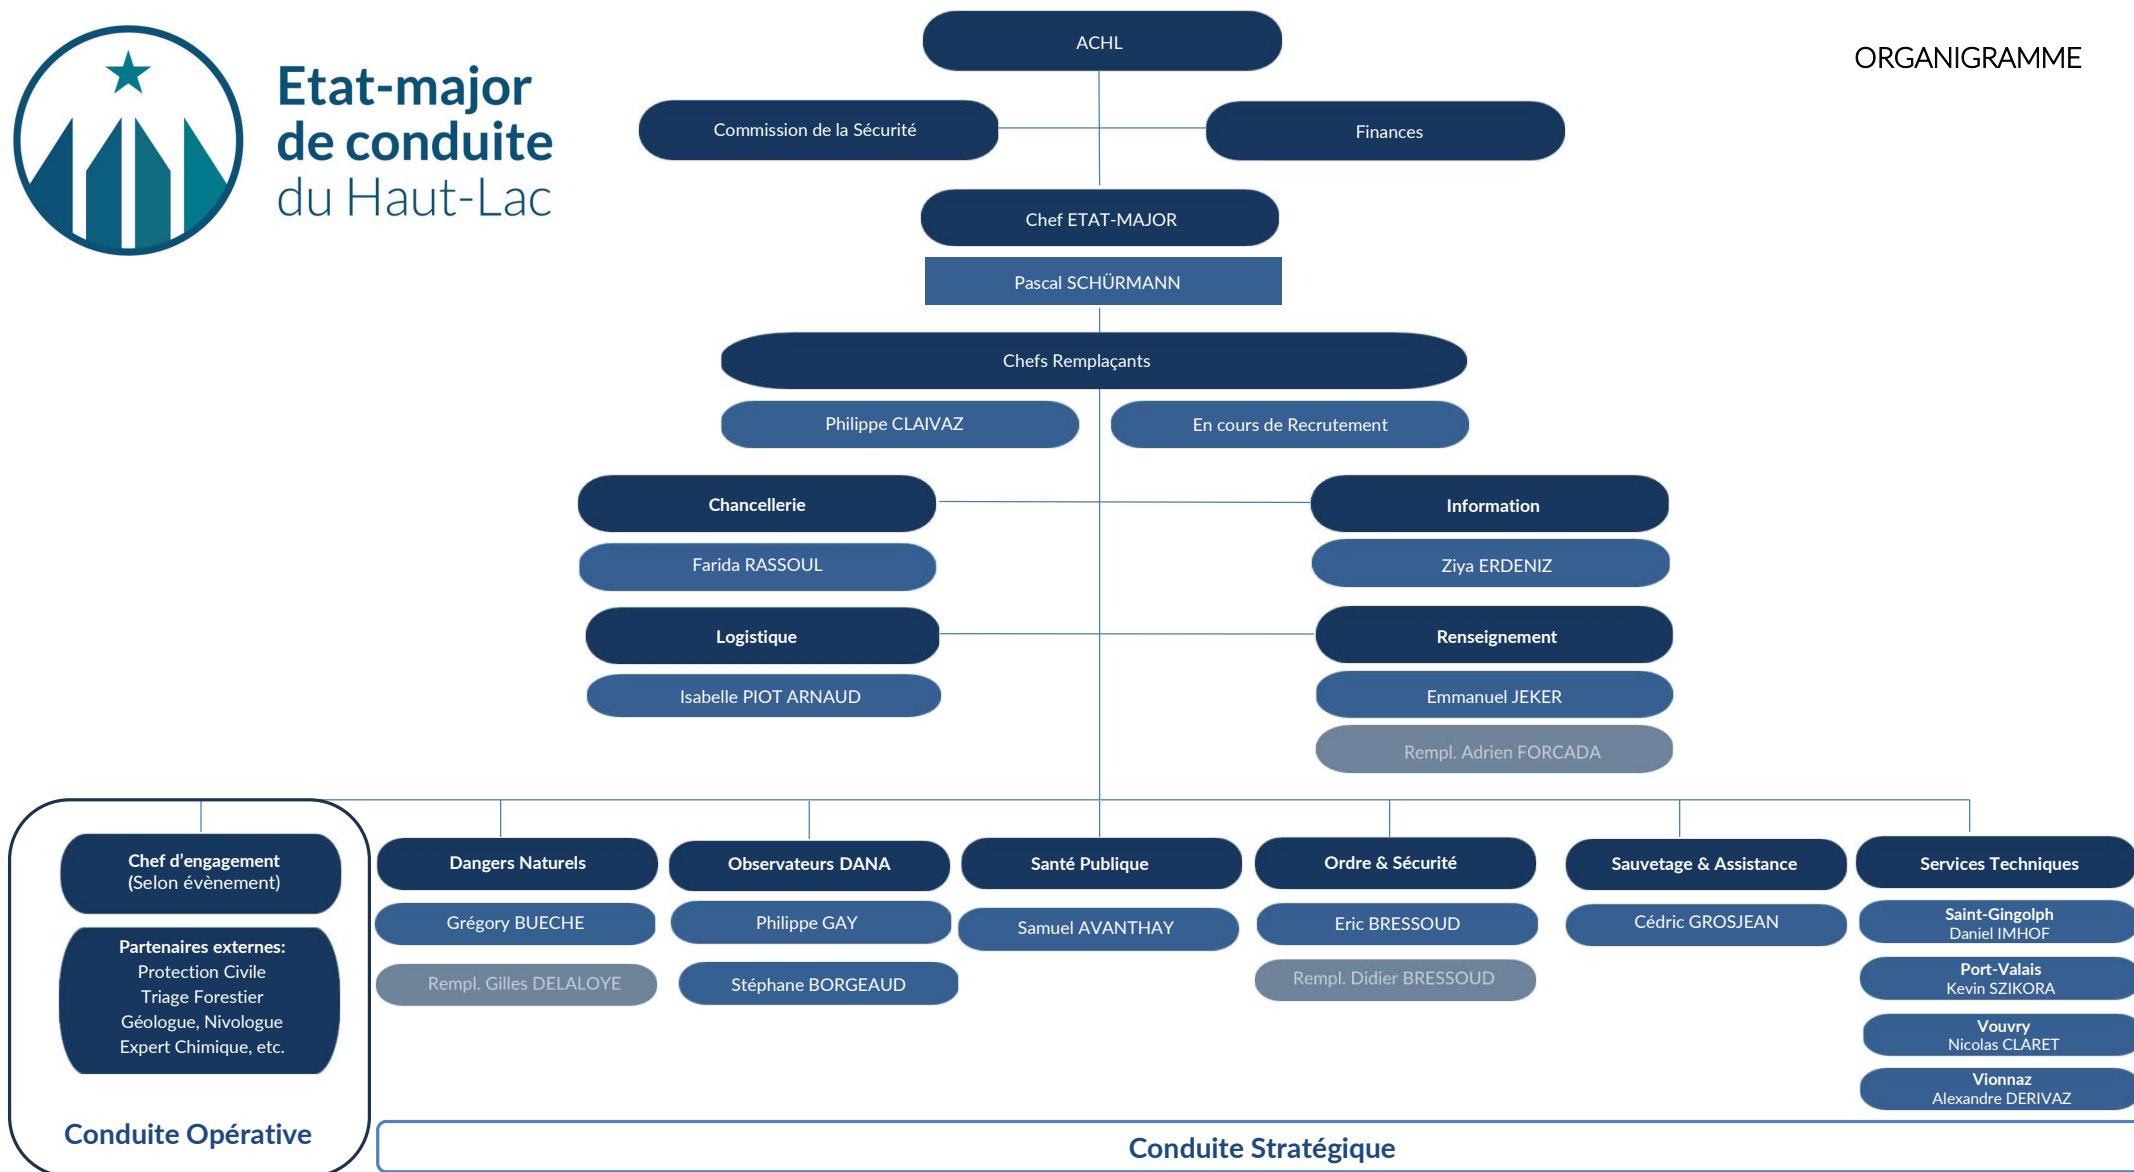 Etat-major
de conduite
du Haut-Lac
ORGANIGRAMME
ACHL
Commission de la Sécurité
Finances
Chef ETAT-MAJOR
Pascal SCHÜRMANN
Chefs Remplaçants
Philippe CLAIVAZ
En cours de Recrutement
Chancellerie
Information
Farida RASSOUL
Ziya ERDENIZ
Logistique
Renseignement
Isabelle PIOT ARNAUD
Emmanuel JEKER
Rempl. Adrien FORCADA
Chef d’engagement
(Selon évènement)
Partenaires externes:
Protection Civile
Triage Forestier
Géologue, Nivologue
Expert Chimique, etc.
Conduite Opérative
Dangers Naturels
Grégory BUECHE
Rempl. Gilles DELALOYE
Observateurs DANA
Philippe GAY
Stéphane BORGEAUD
Santé Publique
Samuel AVANTHAY
Ordre & Sécurité
Eric BRESSOUD
Rempl. Didier BRESSOUD
Sauvetage & Assistance
Cédric GROSJEAN
Services Techniques
Saint-Gingolph
Daniel IMHOF
Port-Valais
Kevin SZIKORA
Vouvry
Nicolas CLARET
Vionnaz
Alexandre DERIVAZ
Conduite Stratégique